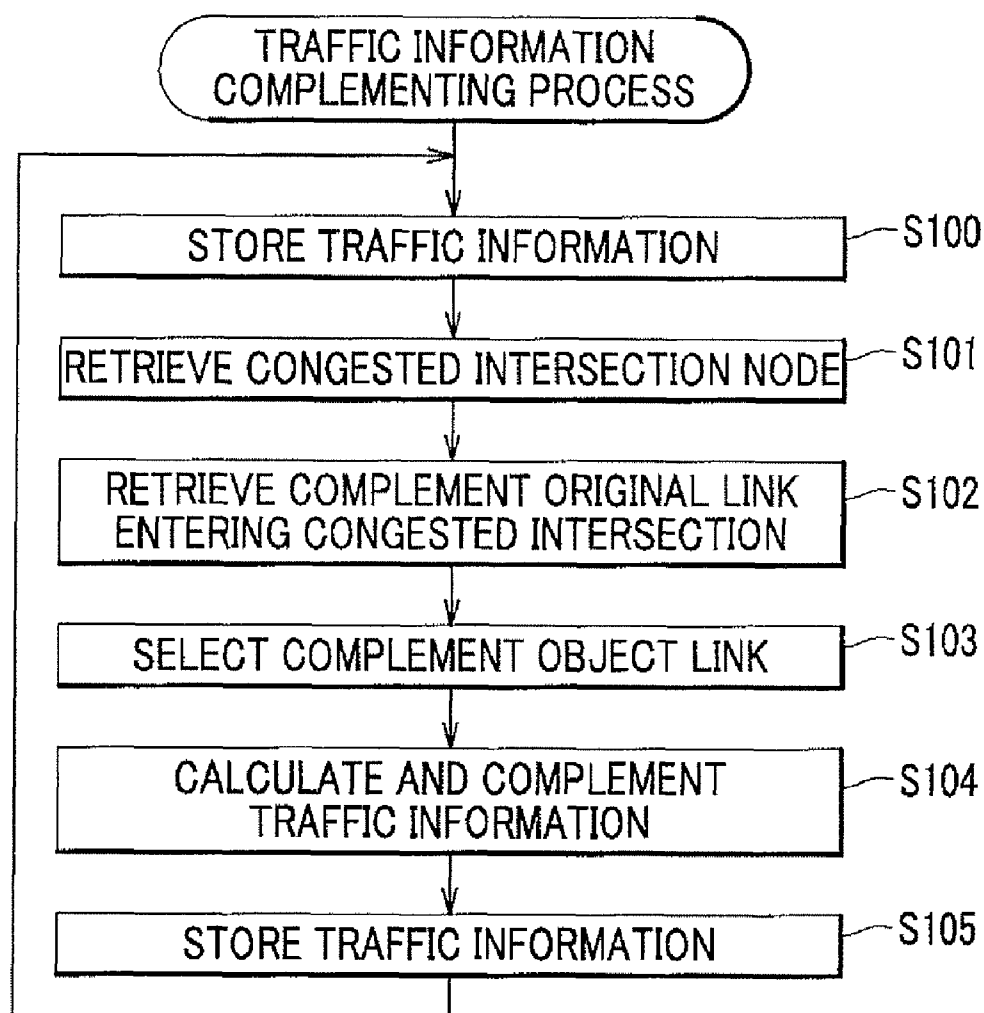 TRAFFIC INFORMATION
COMPLEMENTING PROCESS
STORE TRAFFIC INFORMATION
S100
RETRIEVE CONGESTED INTERSECTION NODE
S101
RETRIEVE COMPLEMENT ORIGINAL LINK
ENTERING CONGESTED INTERSECTION
S102
SELECT COMPLEMENT OBJECT LINK
S103
CALCULATE AND COMPLEMENT
TRAFFIC INFORMATION
S104
STORE TRAFFIC INFORMATION
S105